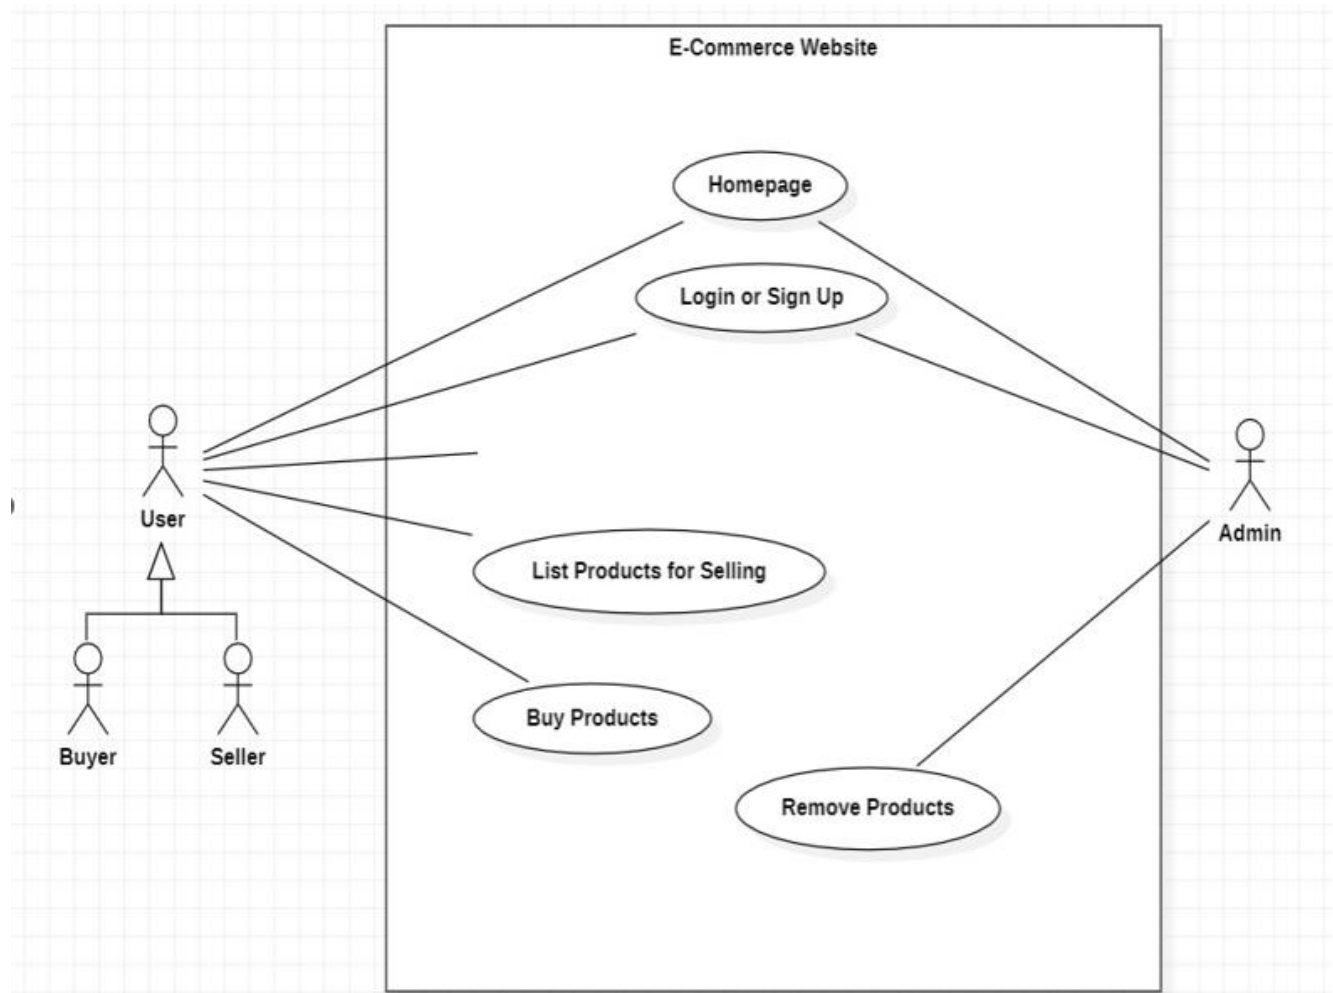 E-Commerce Website
Homepage
Login or Sign Up
User
Admin
List Products for Selling
Buy Products
Buyer
Seller
Remove Products